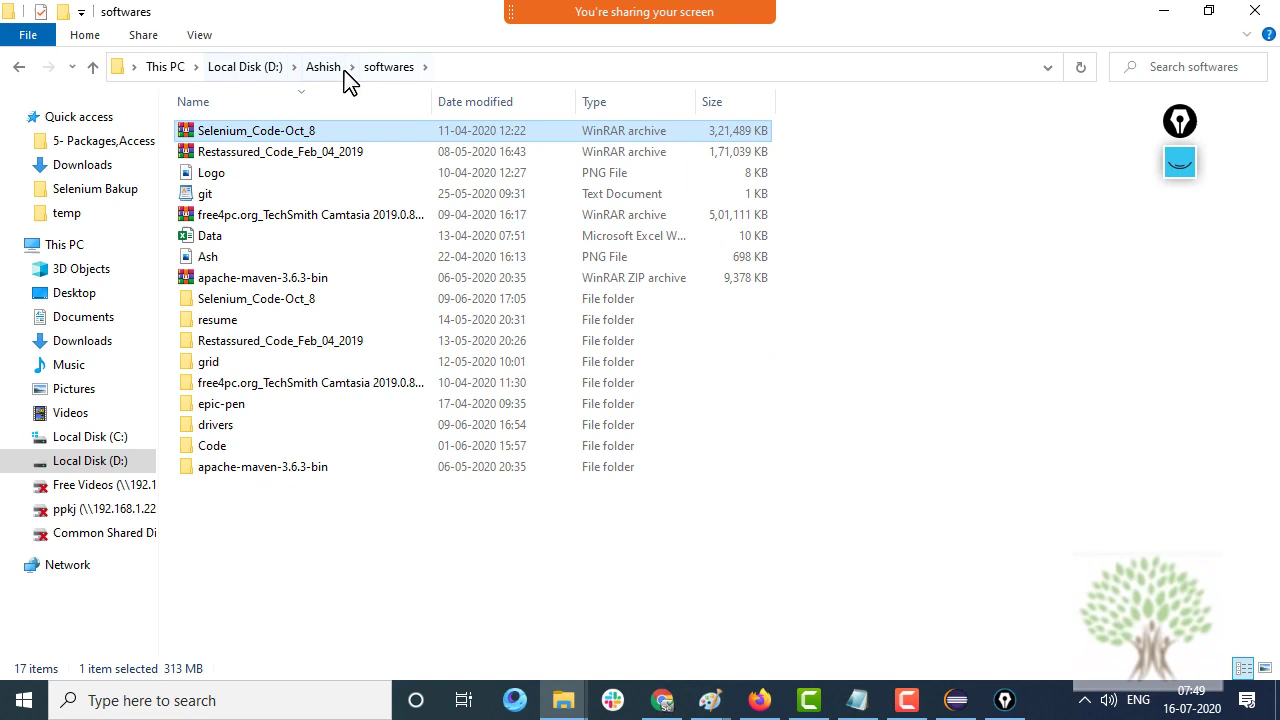 softwares
You're sharing your screen
File Home Share View
This PC Local Disk (D:) Ashish softwares
Search softwares
Name Date modified Type Size
Quick access
5- Packages,Access
Downloads
Selenium Bakup
temp
This PC
3D Objects
Desktop
Documents
Downloads
Music
Pictures
Videos
Local Disk (C:)
Local Disk (D:)
Free Videos (\\192.1
ppkj (\\192.168.1.22
Common Shared Di
Network
Selenium_Code-Oct_8 11-04-2020 12:22 WinRAR archive 3,21,489 KB
Restassured_Code_Feb_04_2019 08-05-2020 16:43 WinRAR archive 1,71,039 KB
Logo 10-04-2020 12:27 PNG File 8 KB
git 25-05-2020 09:31 Text Document 1 KB
free4pc.org_TechSmith Camtasia 2019.0.8... 09-04-2020 16:17 WinRAR archive 5,01,111 KB
Data 13-04-2020 07:51 Microsoft Excel W... 10 KB
Ash 22-04-2020 16:13 PNG File 698 KB
apache-maven-3.6.3-bin 06-05-2020 20:35 WinRAR ZIP archive 9,378 KB
Selenium_Code-Oct_8 09-06-2020 17:05 File folder
resume 14-05-2020 20:31 File folder
Restassured_Code_Feb_04_2019 13-05-2020 20:26 File folder
grid 12-05-2020 10:01 File folder
free4pc.org_TechSmith Camtasia 2019.0.8... 10-04-2020 11:30 File folder
epic-pen 17-04-2020 09:35 File folder
drivers 09-06-2020 16:54 File folder
Code 01-06-2020 15:57 File folder
apache-maven-3.6.3-bin 06-05-2020 20:35 File folder
17 items 1 item selected 313 MB
Type here to search
ENG
07:49
16-07-2020